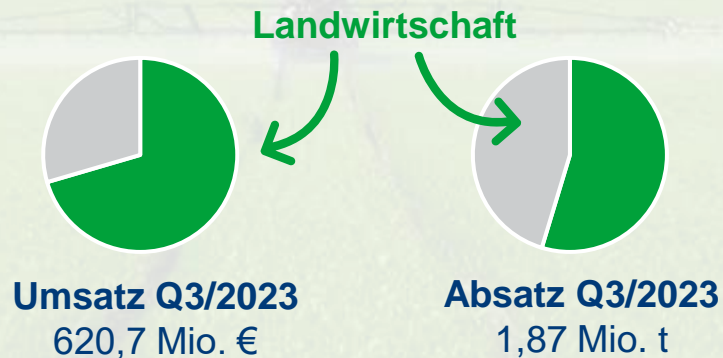 Landwirtschaft
Umsatz Q3/2023
620,7 Mio. €
Absatz Q3/2023
1,87 Mio. t